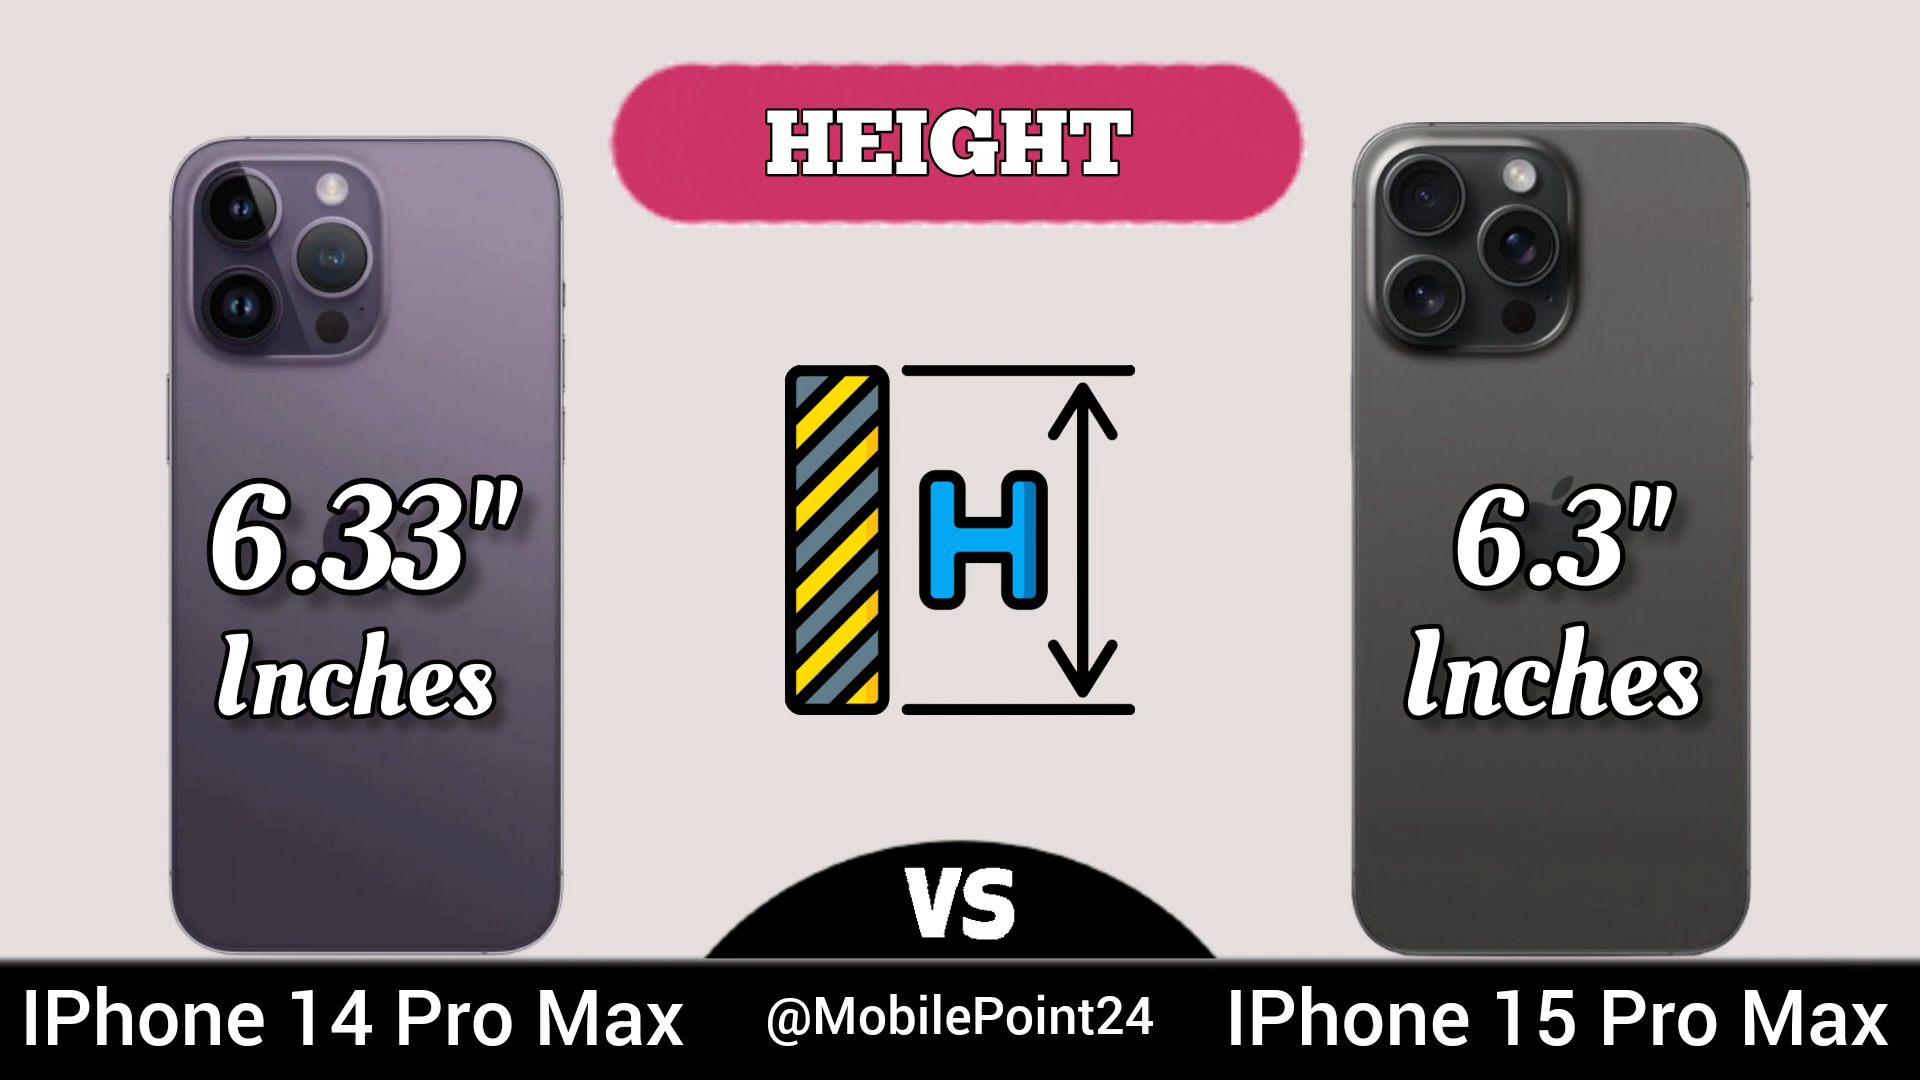 HEIGHT
6.33"
Inches
H
6.3"
Inches
VS
IPhone 14 Pro Max
@MobilePoint24
IPhone 15 Pro Max